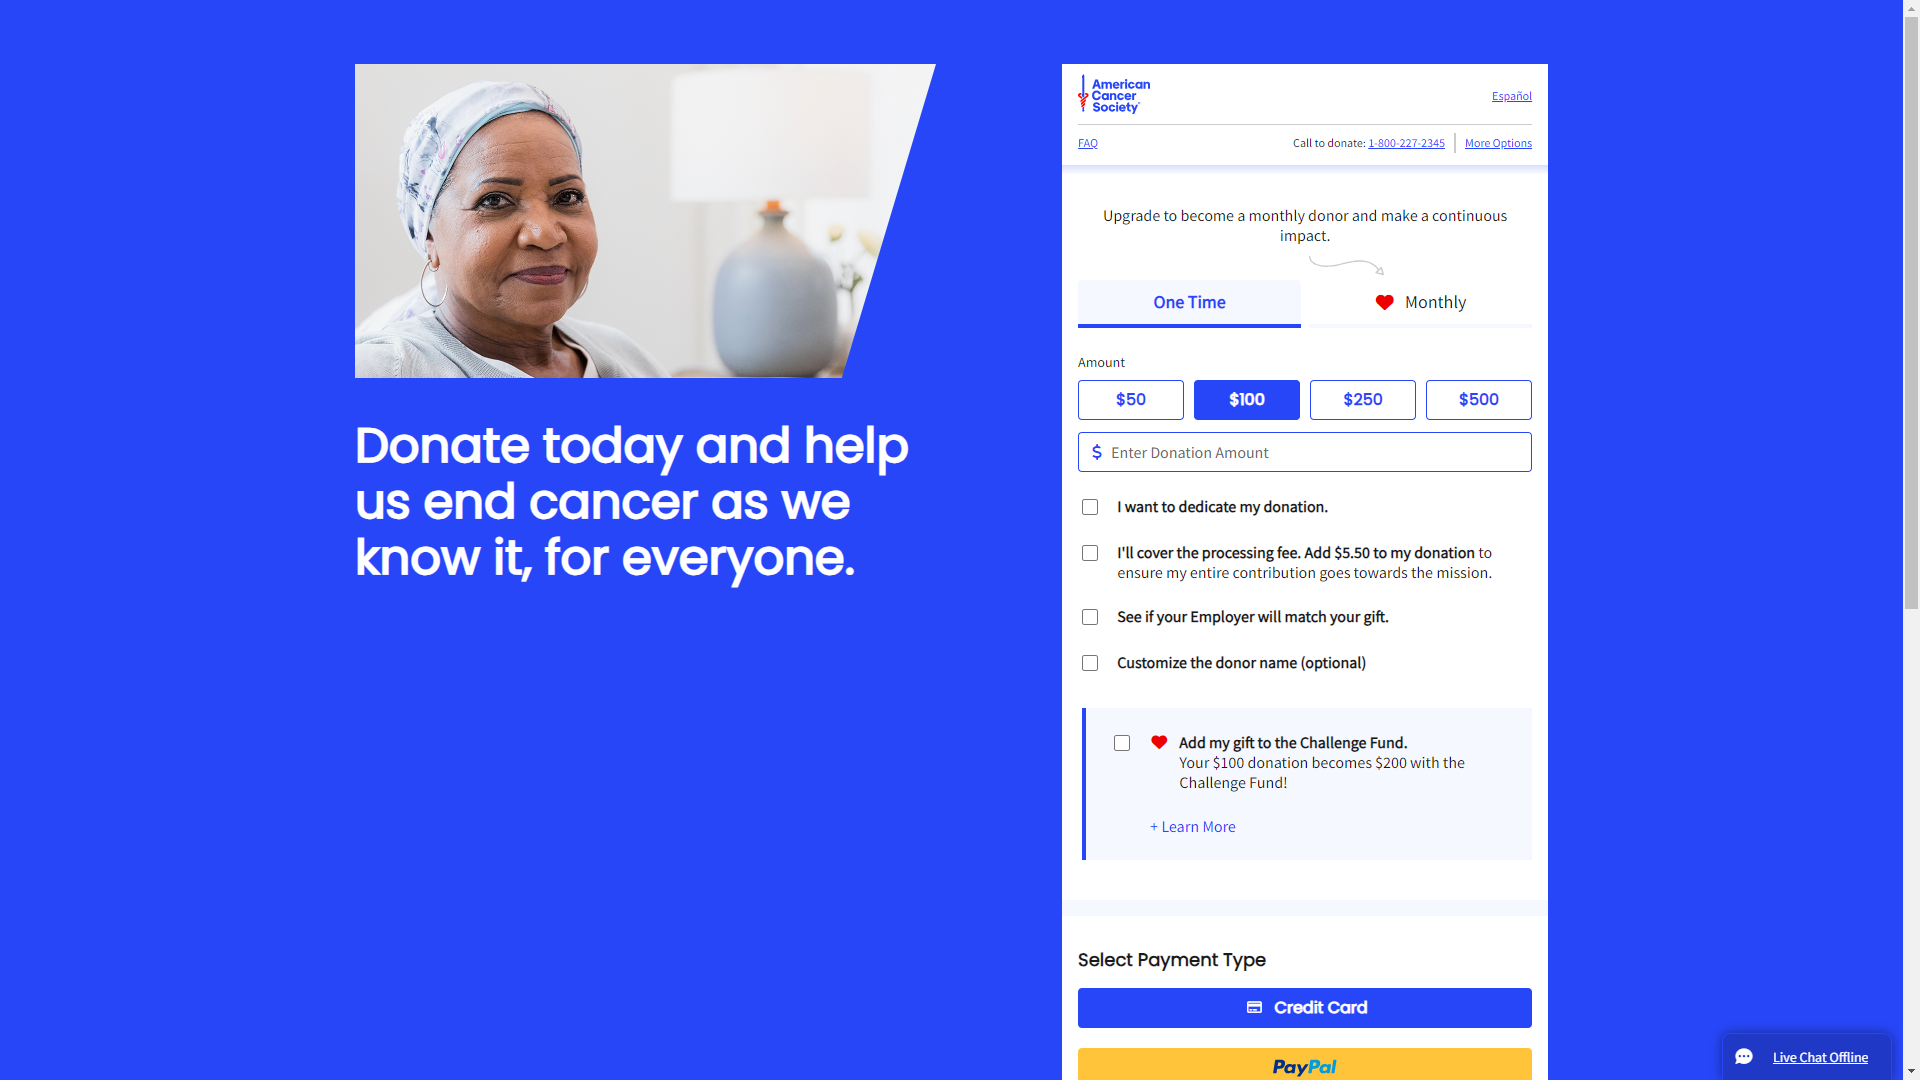 Donate today and help
us end cancer as we
know it, for everyone.
American
Cancer
Society
Español
FAQ
Call to donate: 1-800-227-2345
More Options
Upgrade to become a monthly donor and make a continuous
impact.
One Time
Monthly
Amount
$50
$100
$250
$500
$ Enter Donation Amount
I want to dedicate my donation.
I'll cover the processing fee. Add $5.50 to my donation to
ensure my entire contribution goes towards the mission.
See if your Employer will match your gift.
Customize the donor name (optional)
Add my gift to the Challenge Fund.
Your $100 donation becomes $200 with the
Challenge Fund!
+ Learn More
Select Payment Type
Credit Card
PayPal
Live Chat Offline